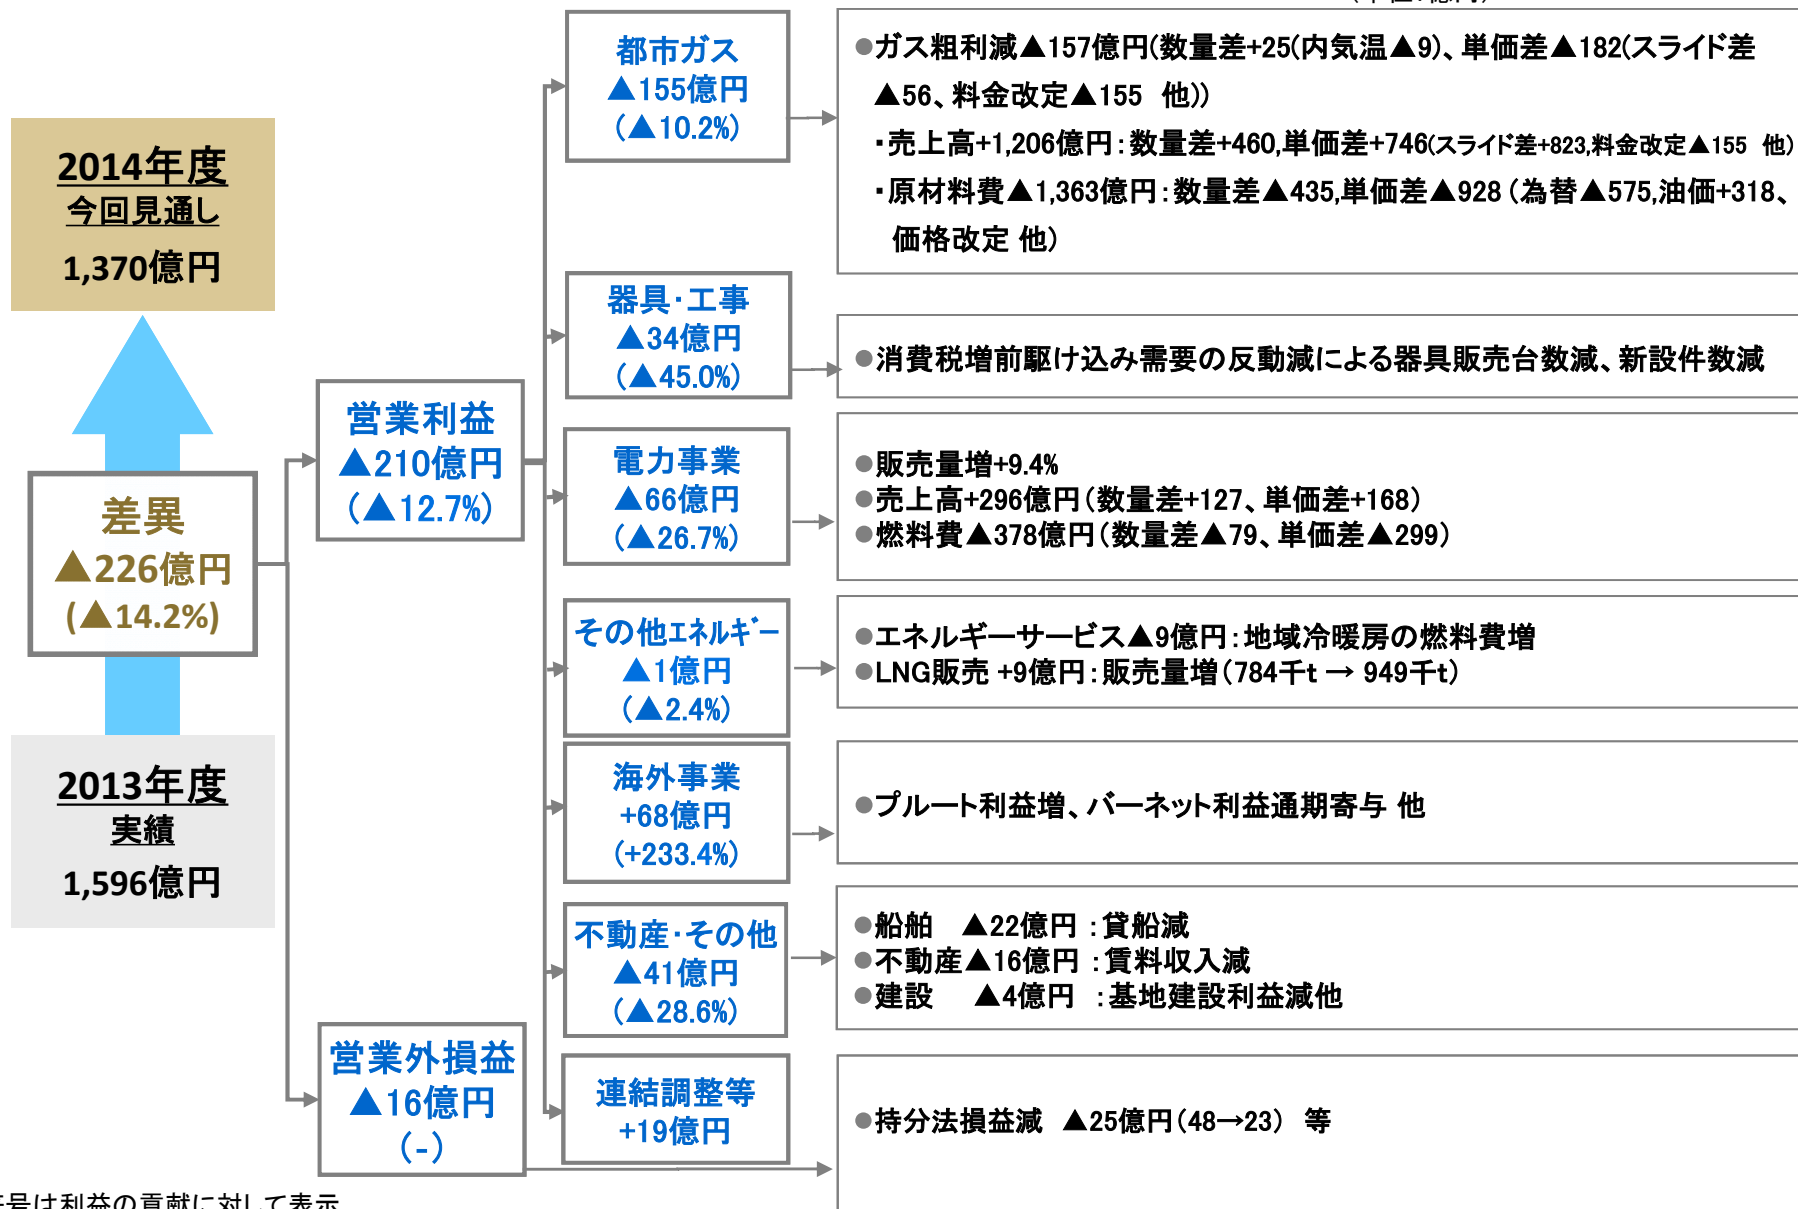 2014年度
今回見通し
1,370億円
差異
▲226億円
(▲14.2%)
2013年度
実績
1,596億円
営業利益
▲210億円
(▲12.7%)
営業外損益
▲16億円
(-)
都市ガス
▲155億円
(▲10.2%)
●ガス粗利減▲157億円(数量差+25(内気温▲9)、単価差▲182(スライド差
▲56、料金改定▲155 他))
・売上高+1,206億円:数量差+460,単価差+746(スライド差+823,料金改定▲155 他)
・原材料費▲1,363億円:数量差▲435,単価差▲928(為替▲575,油価+318、
価格改定 他)
器具・工事
▲34億円
(▲45.0%)
●消費税増前駆け込み需要の反動減による器具販売台数減、新設件数減
電力事業
▲66億円
(▲26.7%)
●販売量増+9.4%
●売上高+296億円(数量差+127、単価差+168)
●燃料費▲378億円(数量差▲79、単価差▲299)
その他エネルギー
▲1億円
(▲2.4%)
●エネルギーサービス▲9億円:地域冷暖房の燃料費増
●LNG販売 +9億円:販売量増(784千t → 949千t)
海外事業
+68億円
(+233.4%)
●プルート利益増、バーネット利益通期寄与 他
不動産・その他
▲41億円
(▲28.6%)
●船舶 ▲22億円 :貸船減
●不動産▲16億円 :賃料収入減
●建設 ▲4億円 :基地建設利益減他
連結調整等
+19億円
●持分法損益減 ▲25億円(48→23) 等
号は利益の貢献に対して表示